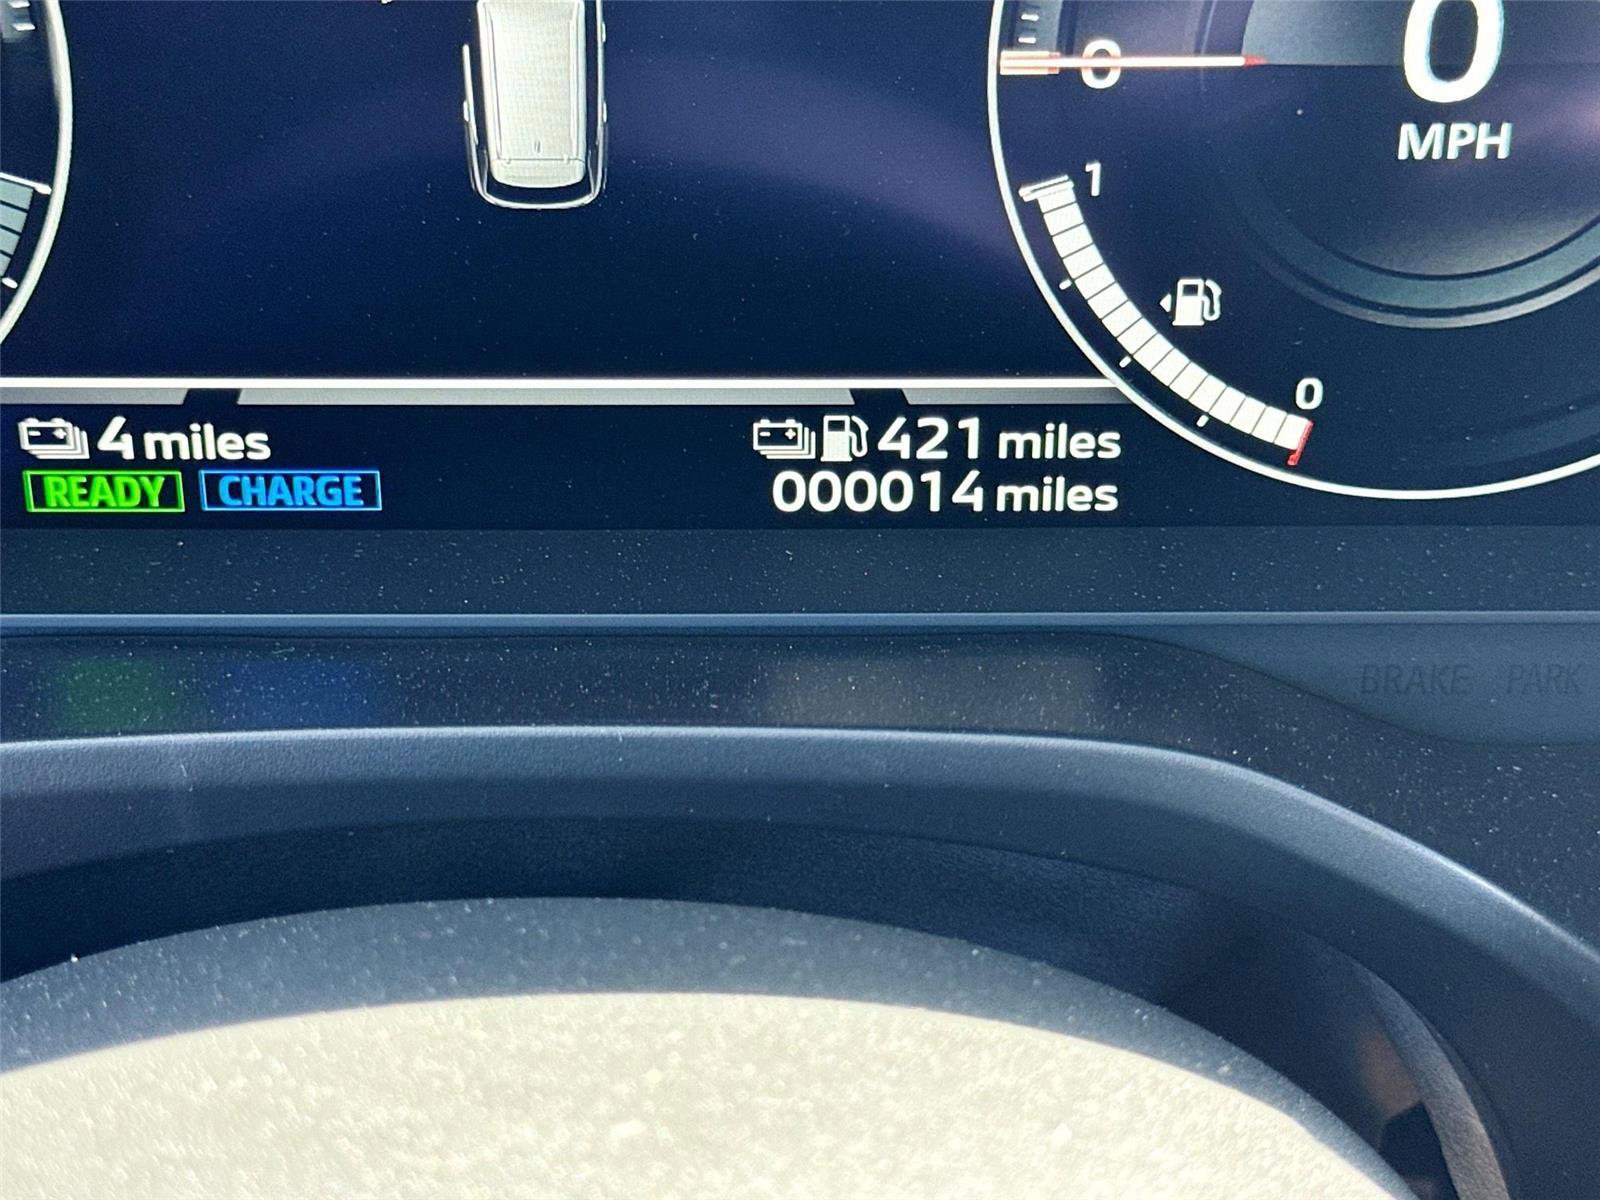 0
0
MPH
1
0
4 miles
421 miles
READY
CHARGE
000014 miles
BRAKE PARK